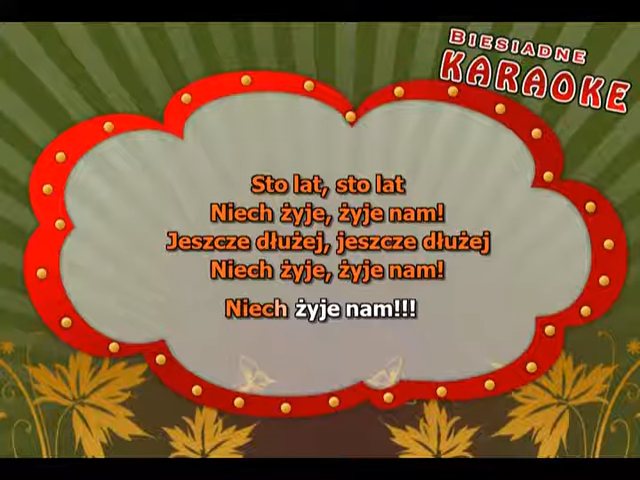 BIESIADNE
KARAOKE
Sto lat, sto lat
Niech żyje, żyje nam!
Jeszcze dłużej, jeszcze dłużej
Niech żyje, żyje nam!
Niech żyje nam!!!